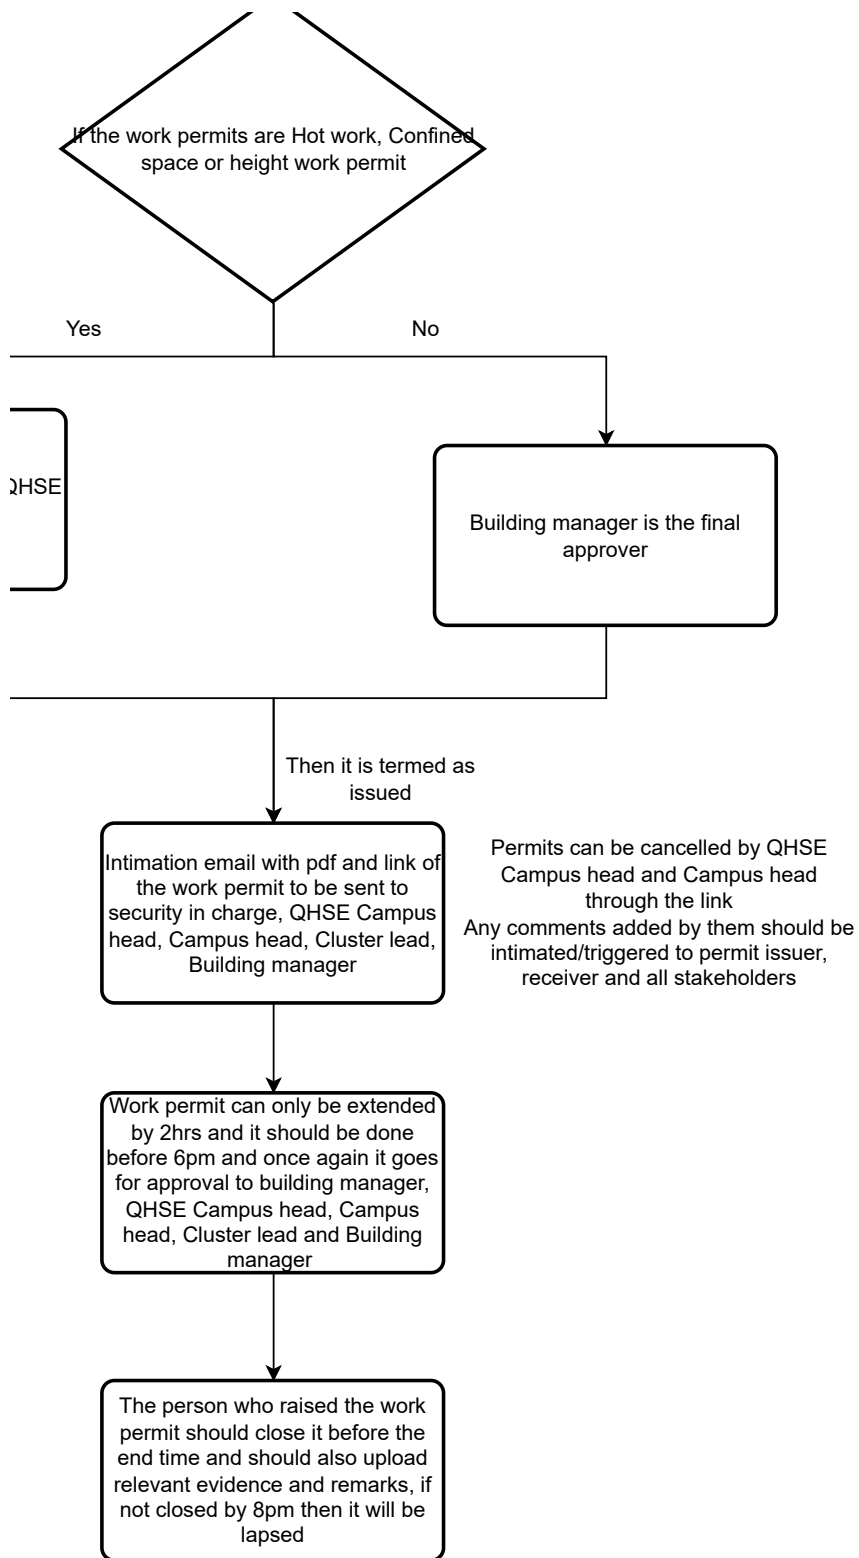 If the work permits are Hot work, Confined
space or height work permit
Yes
No
QHSE
Building manager is the final
approver
Then it is termed as
issued
Intimation email with pdf and link of
the work permit to be sent to
security in charge, QHSE Campus
head, Campus head, Cluster lead,
Building manager
Permits can be cancelled by QHSE
Campus head and Campus head
through the link
Any comments added by them should be
intimated/triggered to permit issuer,
receiver and all stakeholders
Work permit can only be extended
by 2hrs and it should be done
before 6pm and once again it goes
for approval to building manager,
QHSE Campus head, Campus
head, Cluster lead and Building
manager
The person who raised the work
permit should close it before the
end time and should also upload
relevant evidence and remarks, if
not closed by 8pm then it will be
lapsed